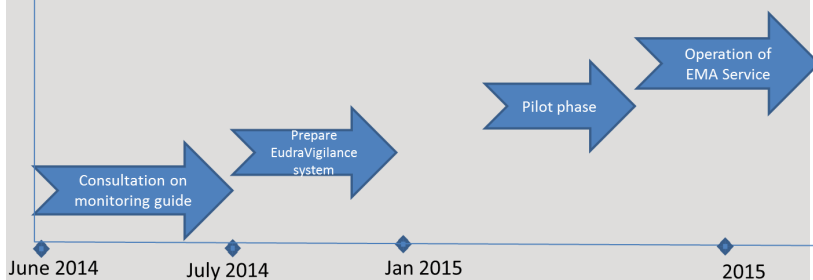 Operation of
EMA Service
Pilot phase
Prepare
EudraVigilance
system
Consultation on
monitoring guide
June 2014
July 2014
Jan 2015
2015